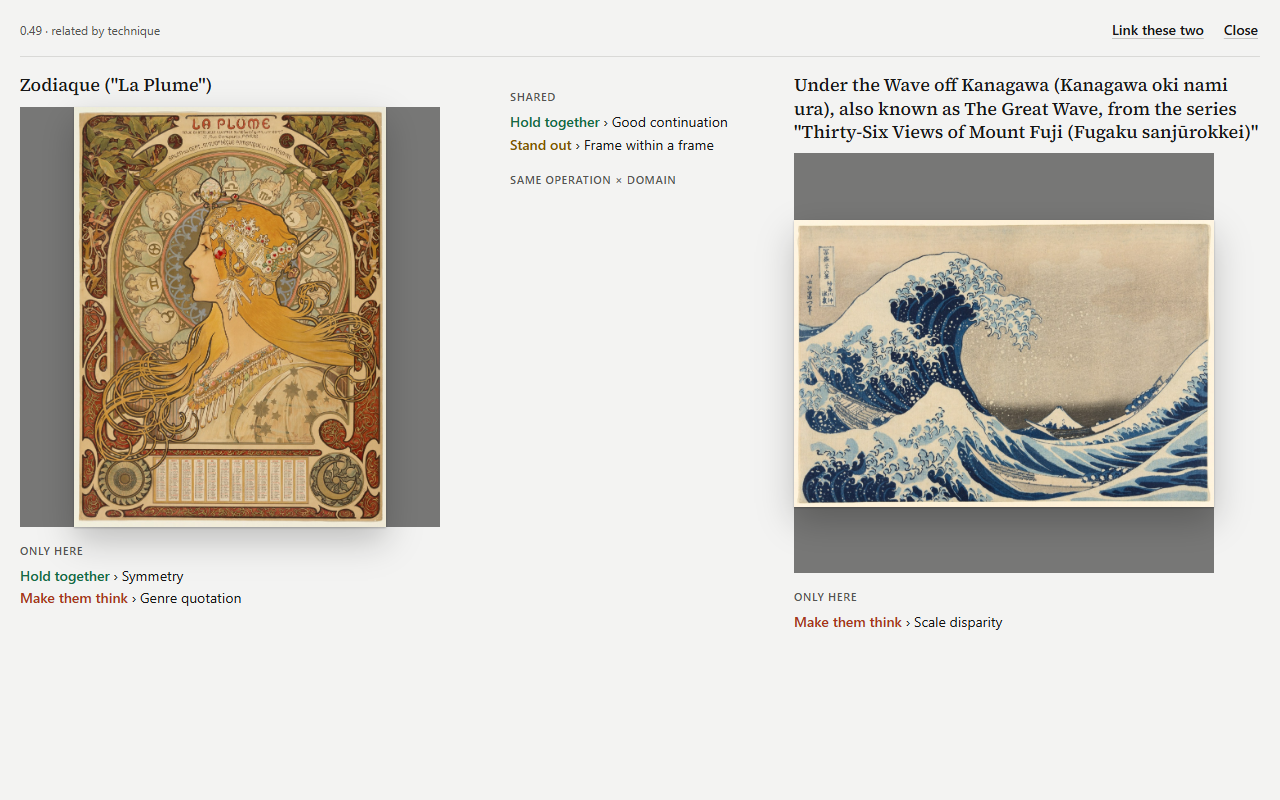 0.49 · related by technique
Link these two
Close
Zodiaque ("La Plume")
LA PLUME
ONLY HERE
Hold together › Symmetry
Make them think › Genre quotation
SHARED
Hold together › Good continuation
Stand out › Frame within a frame
SAME OPERATION × DOMAIN
Under the Wave off Kanagawa (Kanagawa oki nami
ura), also known as The Great Wave, from the series
"Thirty-Six Views of Mount Fuji (Fugaku sanjūrokkei)"
ONLY HERE
Make them think › Scale disparity